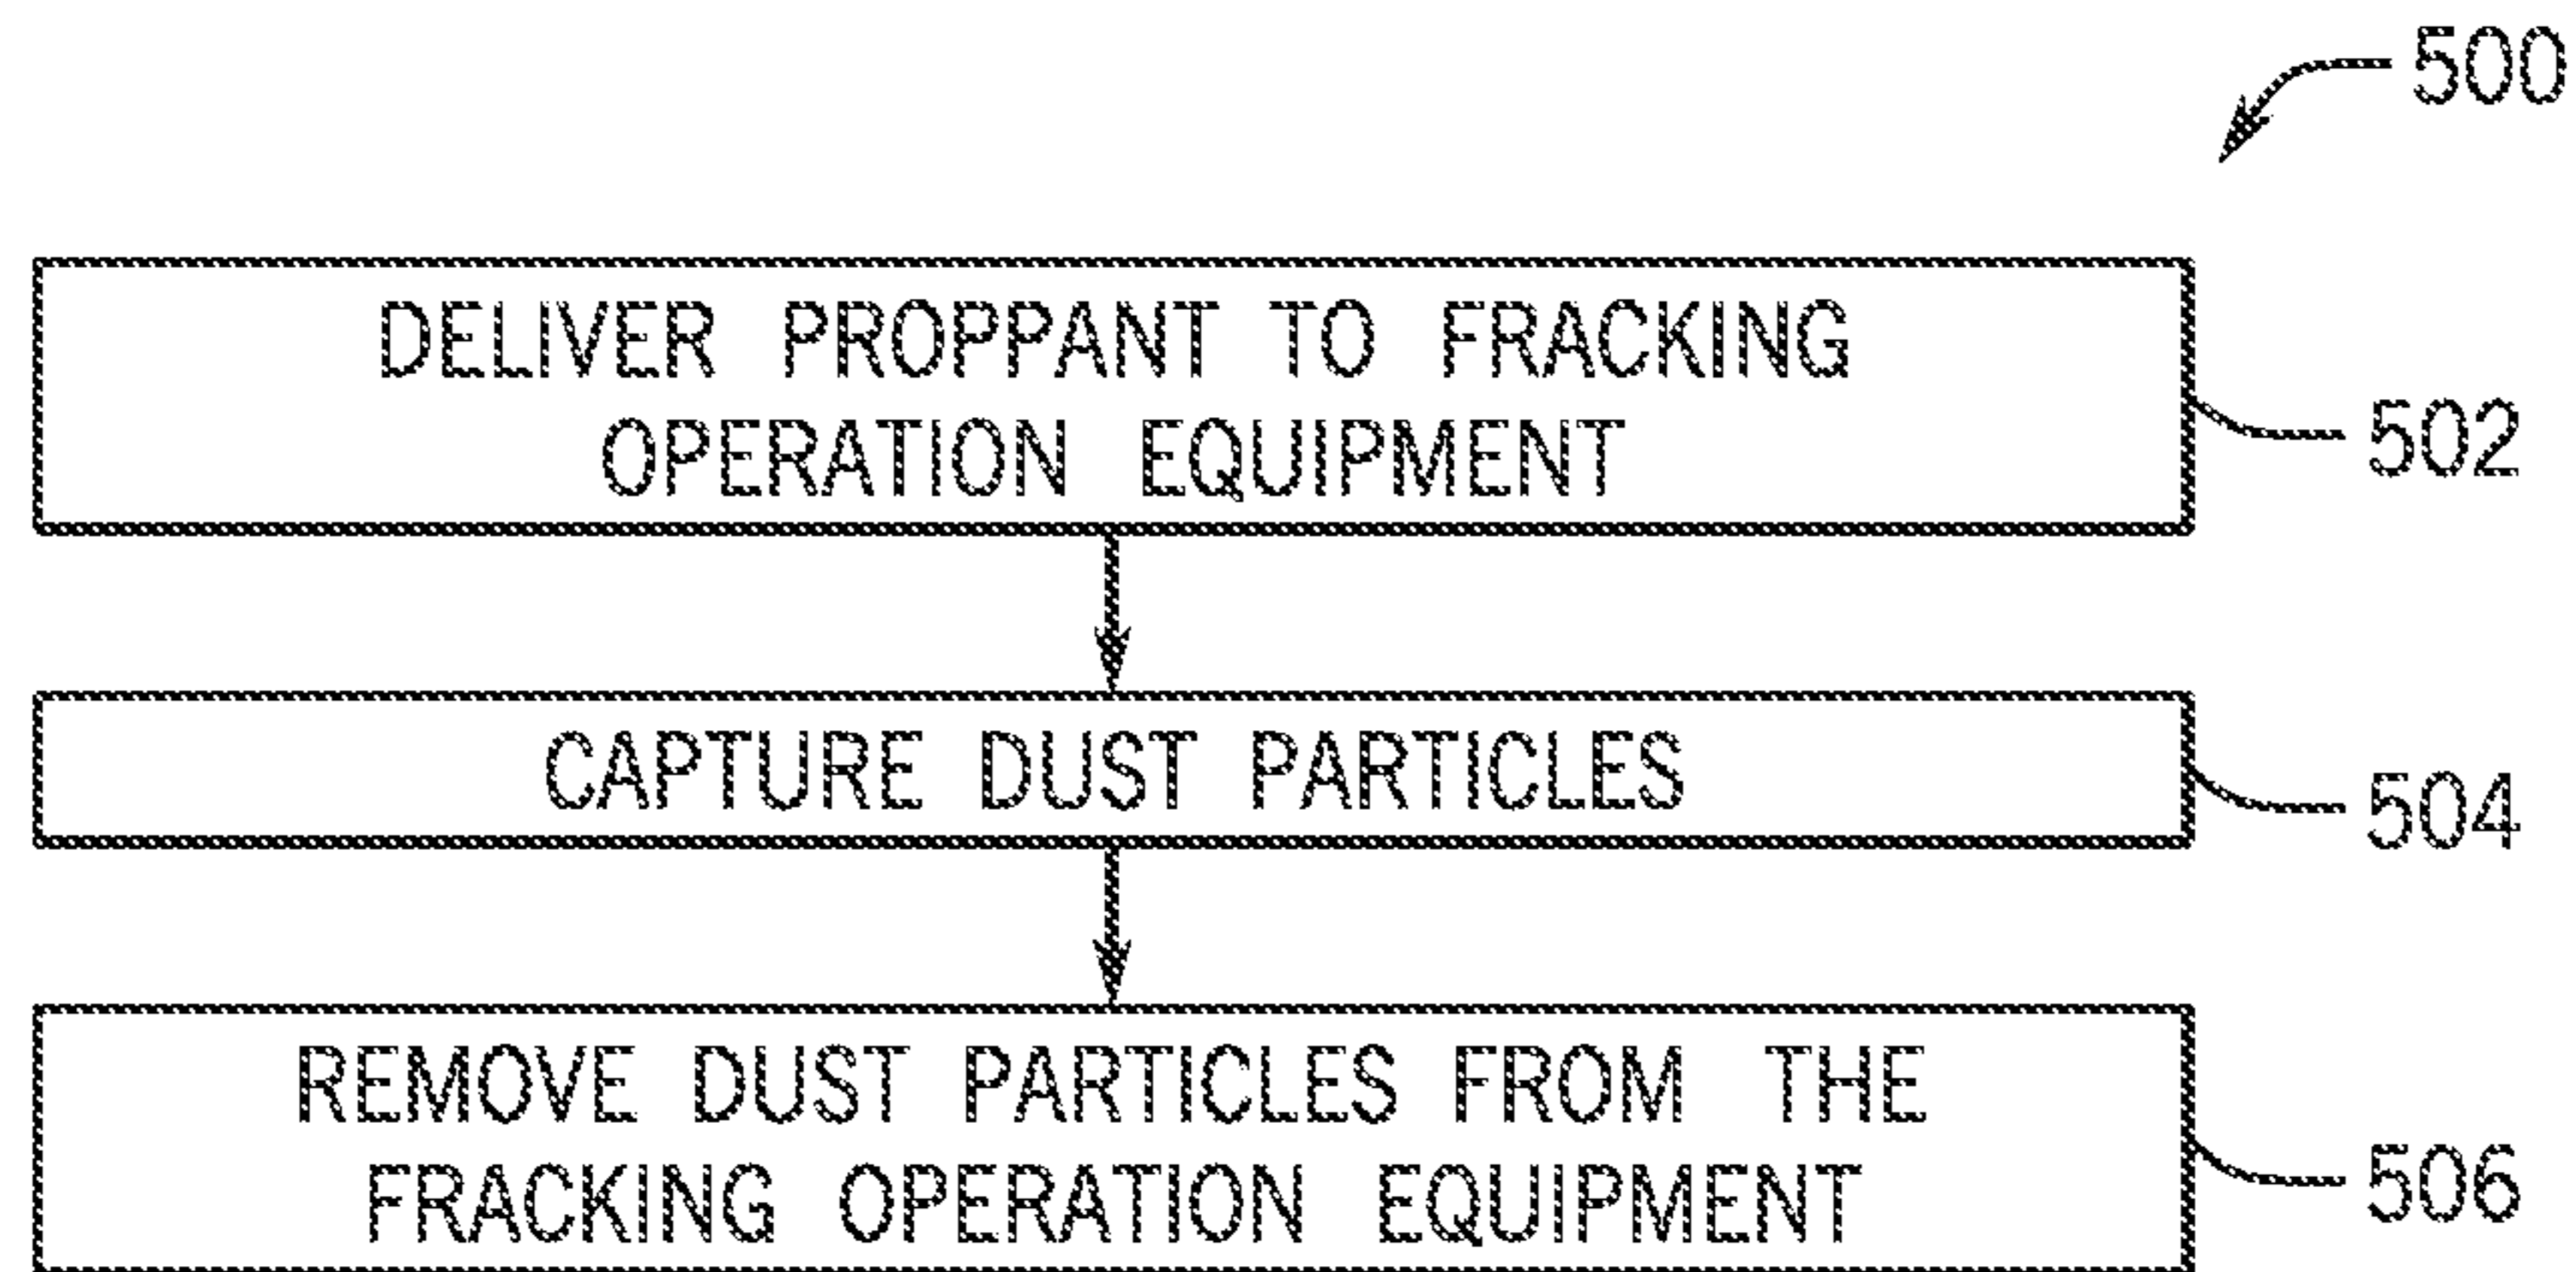 500
DELIVER PROPPANT TO FRACKING
OPERATION EQUIPMENT
502
CAPTURE DUST PARTICLES
504
REMOVE DUST PARTICLES FROM THE
FRACKING OPERATION EQUIPMENT
506